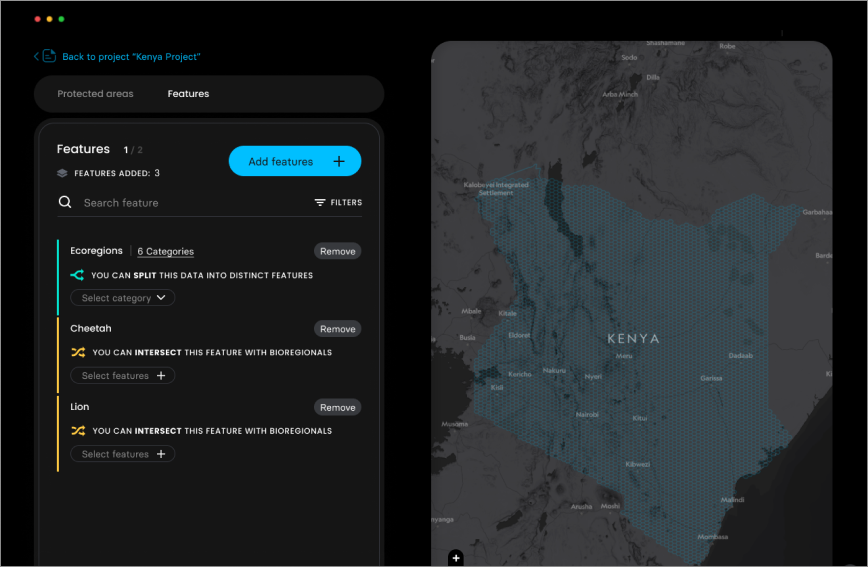 Back to project "Kenya Project"
Protected areas
Features
Features 1 / 2
Add features +
FEATURES ADDED: 3
Search feature
FILTERS
Ecoregions | 6 Categories
Remove
YOU CAN SPLIT THIS DATA INTO DISTINCT FEATURES
Select category
Cheetah
Remove
YOU CAN INTERSECT THIS FEATURE WITH BIOREGIONALS
Select features +
Lion
Remove
YOU CAN INTERSECT THIS FEATURE WITH BIOREGIONALS
Select features +
Shashamane
Robe
Sodo
Dila
Arba Minch
Kalobeyei Integrated
Settlement
Garbahaa
Barde
Mbale
Kitale
Busia
Eldoret
KENYA
Meru
Dadaab
Kericho
Nakuru
Nyeri
Garissa
Ki
Kisii
Nairobi
Kitui
Musoma
Kibwezi
Malindi
Arusha
Moshi
nyanga
Mombasa
+